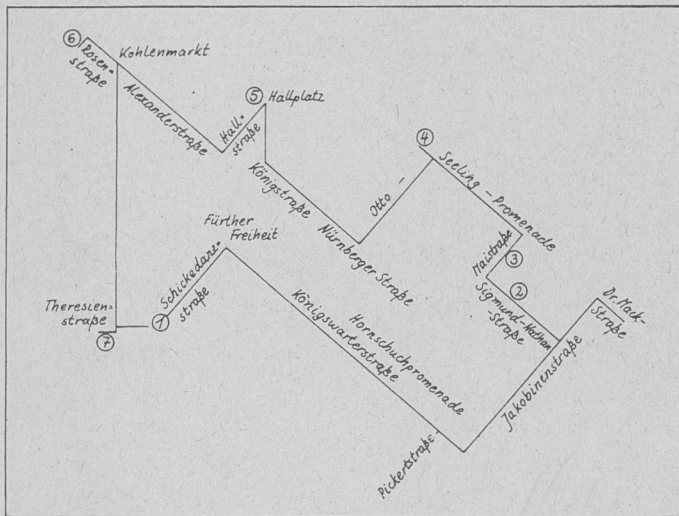 6
Rosen=
straße
Kohlenmarkt
Alexanderstraße
Hall=
straße
5
Hallplatz
Königstraße
Nürnberger Straße
Otto –
4
Seeling – Promenade
Maistraße
3
2
Sigmund-Nathan
-Straße
Dr. Mack-
Straße
Jakobinenstraße
Fürther
Freiheit
Schickedanz=
straße
Hornschuchpromenade
Königswarterstraße
Pickertstraße
Theresien=
straße
7
1